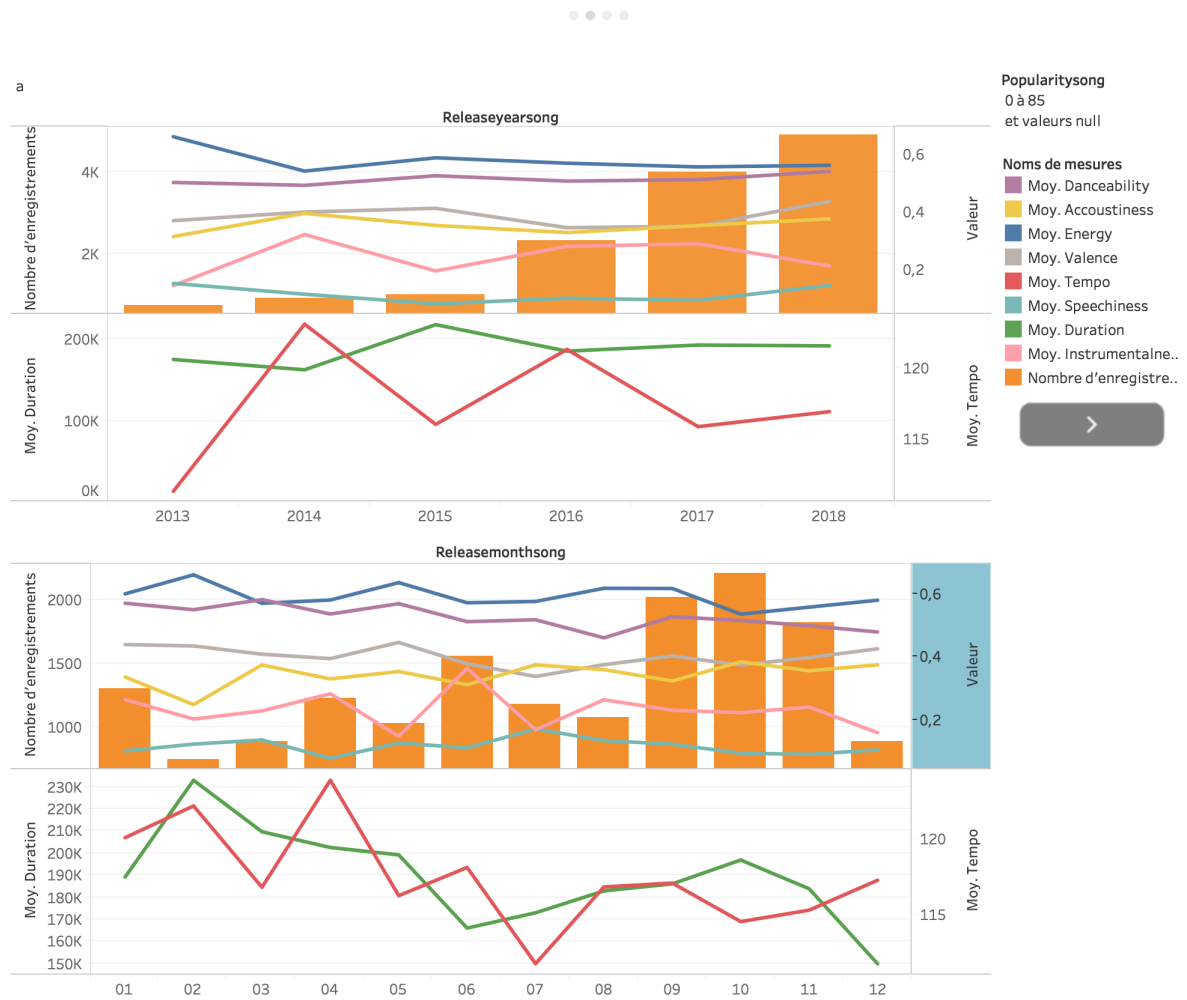 a
Popularitysong
0 à 85
et valeurs null
Noms de mesures
Moy. Danceability
Moy. Accoustiness
Moy. Energy
Moy. Valence
Moy. Tempo
Moy. Speechiness
Moy. Duration
Moy. Instrumentalne..
Nombre d'enregistre..
Releaseyearsong
Nombre d'enregistrements
4K
2K
0,6
0,4
0,2
Valeur
Moy. Duration
200K
100K
0K
120
115
Moy. Tempo
2013 2014 2015 2016 2017 2018
Releasemonthsong
Nombre d'enregistrements
2000
1500
1000
0,6
0,4
0,2
Valeur
Moy. Duration
230K
220K
210K
200K
190K
180K
170K
160K
150K
120
115
Moy. Tempo
01 02 03 04 05 06 07 08 09 10 11 12